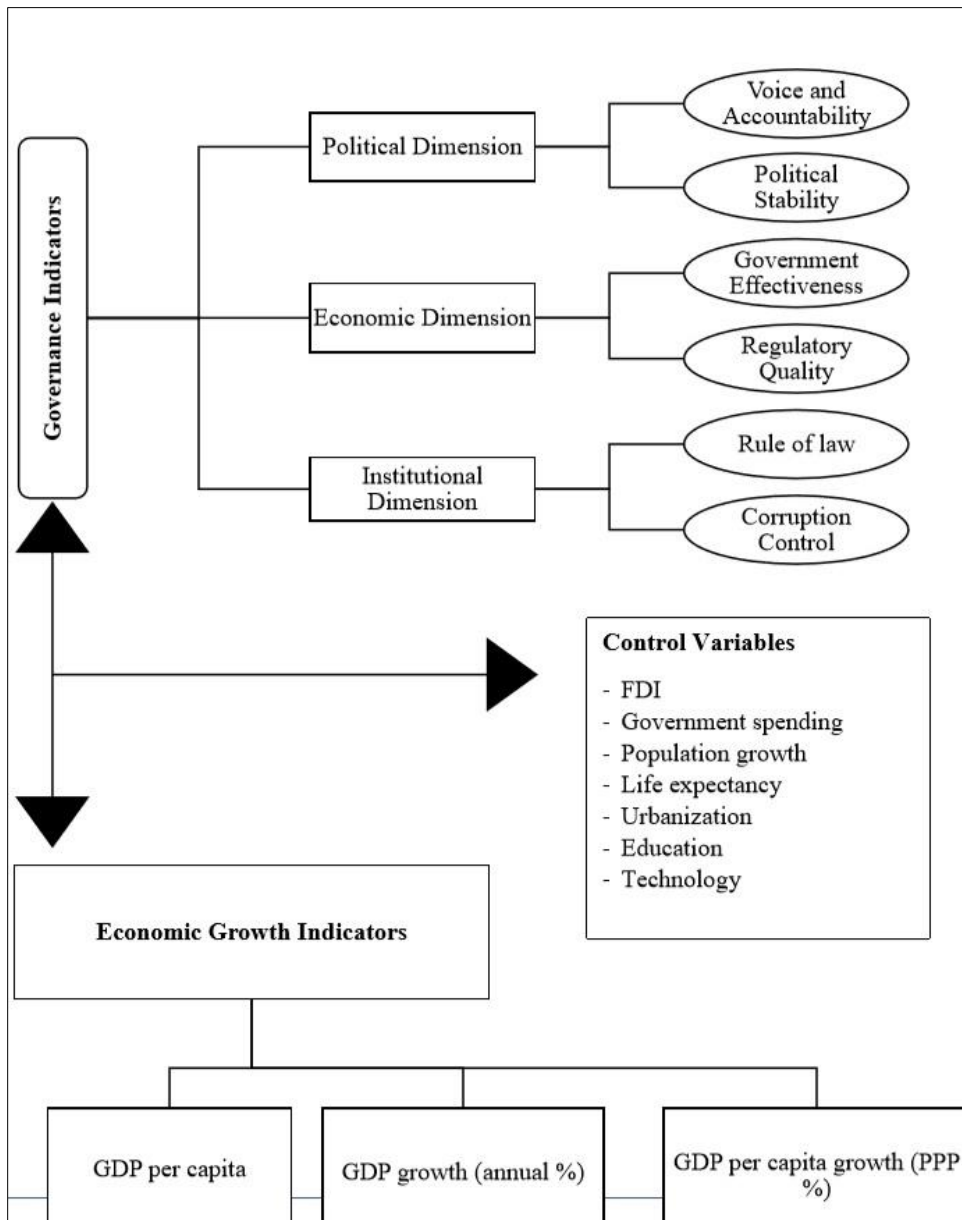 Voice and
Accountability
Political Dimension
Political
Stability
Governance Indicators
Government
Effectiveness
Economic Dimension
Regulatory
Quality
Rule of law
Institutional
Dimension
Corruption
Control
Control Variables
- FDI
- Government spending
- Population growth
- Life expectancy
- Urbanization
- Education
- Technology
Economic Growth Indicators
GDP per capita
GDP growth (annual %)
GDP per capita growth (PPP
%)